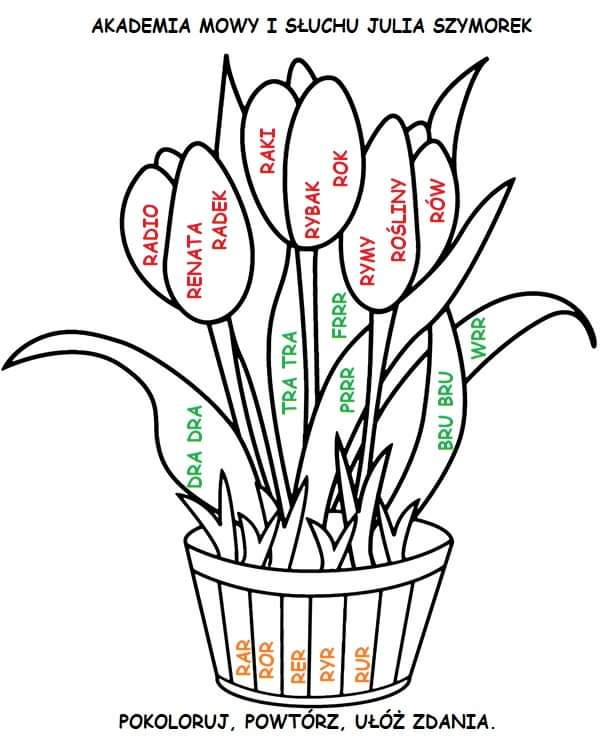 AKADEMIA MOWY I SŁUCHU JULIA SZYMOREK
RADIO
RENATA
RADEK
RAKI
RYBAK
ROK
RYMY
ROŚLINY
RÓW
DRA DRA
TRA TRA
FRRR
PRRR
BRU BRU
WRR
RAR
ROR
RER
RYR
RUR
POKOLORUJ, POWTÓRZ, UŁÓŻ ZDANIA.